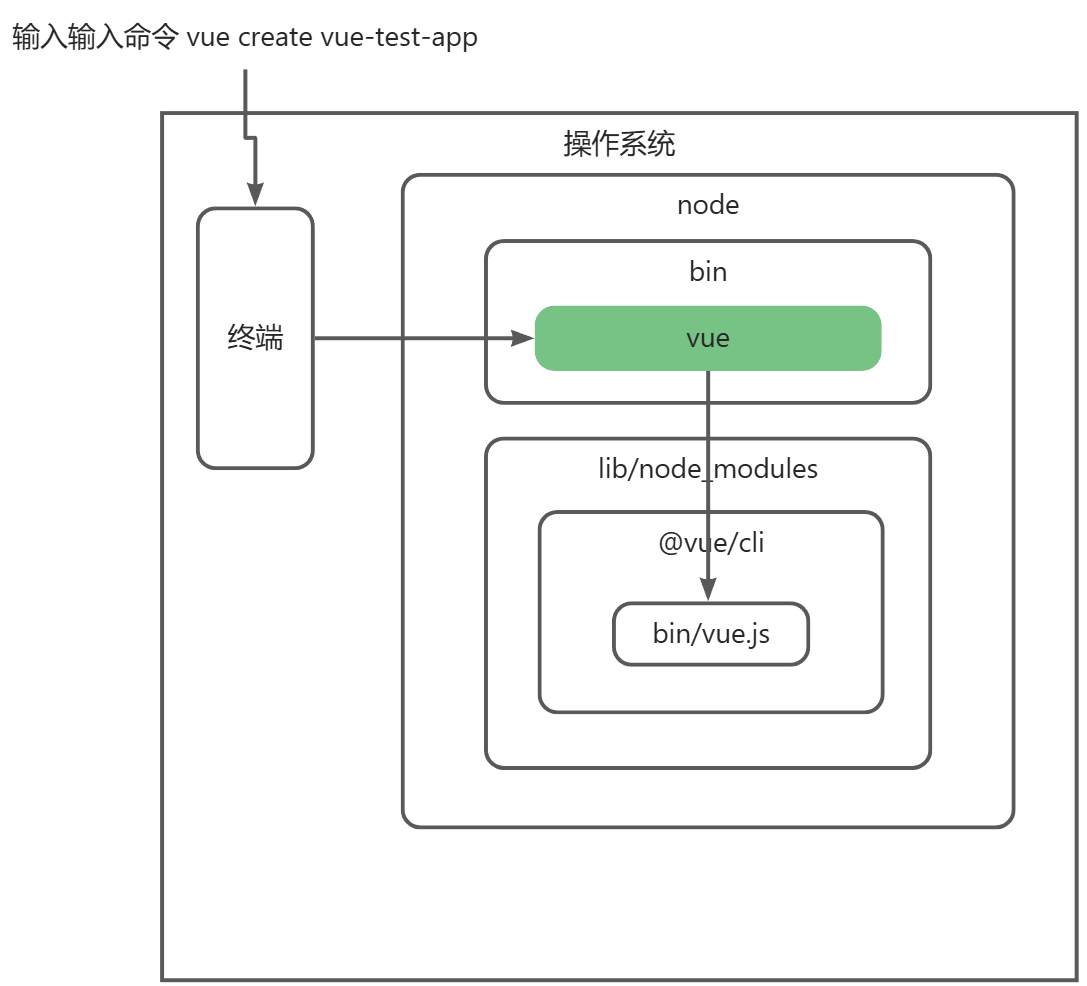 输入输入命令 vue create vue-test-app
操作系统
node
bin
终端
vue
lib/node_modules
@vue/cli
bin/vue.js